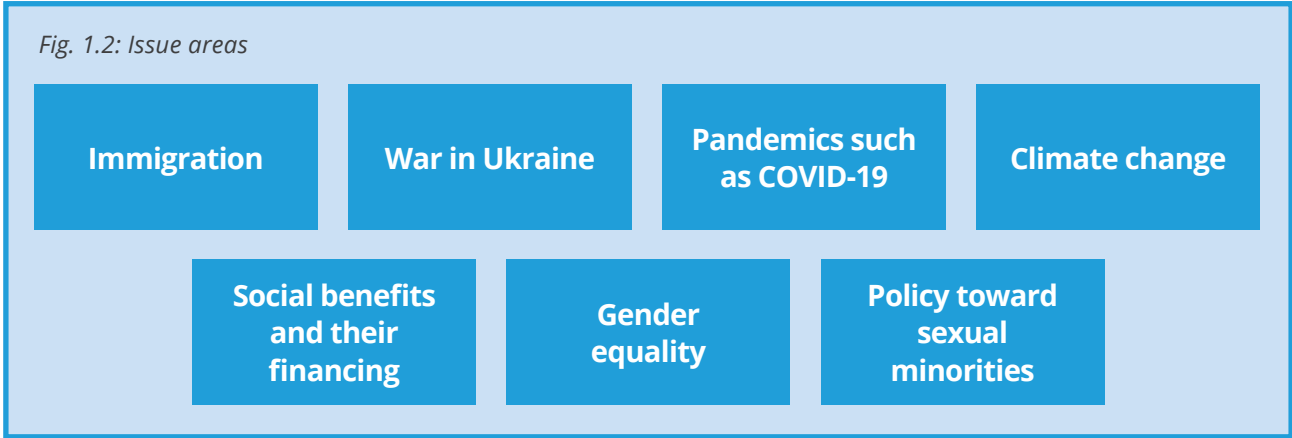 Fig. 1.2: Issue areas
Immigration
War in Ukraine
Pandemics such
as COVID-19
Climate change
Social benefits
and their
financing
Gender
equality
Policy toward
sexual
minorities